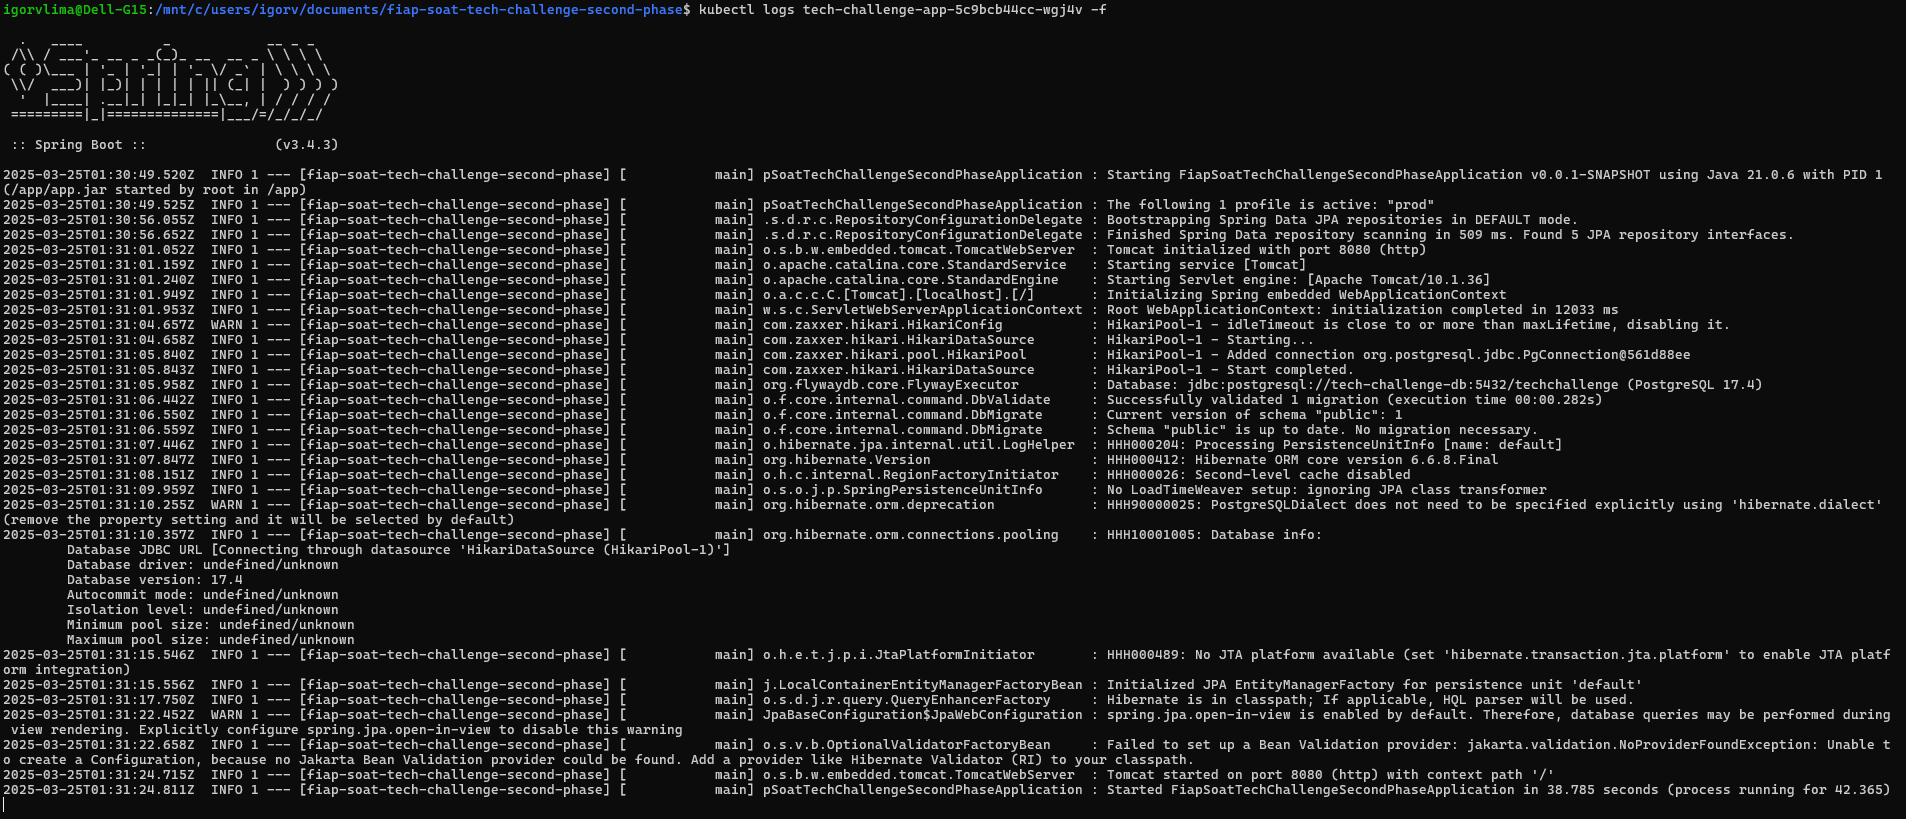 igorvlima@Dell-G15:/mnt/c/users/igorv/documents/fiap-soat-tech-challenge-second-phase$ kubectl logs tech-challenge-app-5c9bcb44cc-wgj4v -f
  .   ____          _            __ _ _
 /\\ / ___'_ __ _ _(_)_ __  __ _ \ \ \ \
( ( )\___ | '_ | '_| | '_ \/ _` | \ \ \ \
 \\/  ___)| |_)| | | | | || (_| |  ) ) ) )
  '  |____| .__|_| |_|_| |_\__, | / / / /
 =========|_|==============|___/=/_/_/_/
 :: Spring Boot ::                (v3.4.3)
2025-03-25T01:30:49.520Z  INFO 1 --- [fiap-soat-tech-challenge-second-phase] [           main] pSoatTechChallengeSecondPhaseApplication : Starting FiapSoatTechChallengeSecondPhaseApplication v0.0.1-SNAPSHOT using Java 21.0.6 with PID 1
(/app/app.jar started by root in /app)
2025-03-25T01:30:49.525Z  INFO 1 --- [fiap-soat-tech-challenge-second-phase] [           main] pSoatTechChallengeSecondPhaseApplication : The following 1 profile is active: "prod"
2025-03-25T01:30:56.055Z  INFO 1 --- [fiap-soat-tech-challenge-second-phase] [           main] .s.d.r.c.RepositoryConfigurationDelegate : Bootstrapping Spring Data JPA repositories in DEFAULT mode.
2025-03-25T01:30:56.652Z  INFO 1 --- [fiap-soat-tech-challenge-second-phase] [           main] .s.d.r.c.RepositoryConfigurationDelegate : Finished Spring Data repository scanning in 509 ms. Found 5 JPA repository interfaces.
2025-03-25T01:31:01.052Z  INFO 1 --- [fiap-soat-tech-challenge-second-phase] [           main] o.s.b.w.embedded.tomcat.TomcatWebServer  : Tomcat initialized with port 8080 (http)
2025-03-25T01:31:01.159Z  INFO 1 --- [fiap-soat-tech-challenge-second-phase] [           main] o.apache.catalina.core.StandardService   : Starting service [Tomcat]
2025-03-25T01:31:01.240Z  INFO 1 --- [fiap-soat-tech-challenge-second-phase] [           main] o.apache.catalina.core.StandardEngine    : Starting Servlet engine: [Apache Tomcat/10.1.36]
2025-03-25T01:31:01.949Z  INFO 1 --- [fiap-soat-tech-challenge-second-phase] [           main] o.a.c.c.C.[Tomcat].[localhost].[/]       : Initializing Spring embedded WebApplicationContext
2025-03-25T01:31:01.953Z  INFO 1 --- [fiap-soat-tech-challenge-second-phase] [           main] w.s.c.ServletWebServerApplicationContext : Root WebApplicationContext: initialization completed in 12033 ms
2025-03-25T01:31:04.657Z  WARN 1 --- [fiap-soat-tech-challenge-second-phase] [           main] com.zaxxer.hikari.HikariConfig           : HikariPool-1 - idleTimeout is close to or more than maxLifetime, disabling it.
2025-03-25T01:31:04.658Z  INFO 1 --- [fiap-soat-tech-challenge-second-phase] [           main] com.zaxxer.hikari.HikariDataSource       : HikariPool-1 - Starting...
2025-03-25T01:31:05.840Z  INFO 1 --- [fiap-soat-tech-challenge-second-phase] [           main] com.zaxxer.hikari.pool.HikariPool        : HikariPool-1 - Added connection org.postgresql.jdbc.PgConnection@561d88ee
2025-03-25T01:31:05.843Z  INFO 1 --- [fiap-soat-tech-challenge-second-phase] [           main] com.zaxxer.hikari.HikariDataSource       : HikariPool-1 - Start completed.
2025-03-25T01:31:05.958Z  INFO 1 --- [fiap-soat-tech-challenge-second-phase] [           main] org.flywaydb.core.FlywayExecutor         : Database: jdbc:postgresql://tech-challenge-db:5432/techchallenge (PostgreSQL 17.4)
2025-03-25T01:31:06.442Z  INFO 1 --- [fiap-soat-tech-challenge-second-phase] [           main] o.f.core.internal.command.DbValidate     : Successfully validated 1 migration (execution time 00:00.282s)
2025-03-25T01:31:06.550Z  INFO 1 --- [fiap-soat-tech-challenge-second-phase] [           main] o.f.core.internal.command.DbMigrate      : Current version of schema "public": 1
2025-03-25T01:31:06.559Z  INFO 1 --- [fiap-soat-tech-challenge-second-phase] [           main] o.f.core.internal.command.DbMigrate      : Schema "public" is up to date. No migration necessary.
2025-03-25T01:31:07.446Z  INFO 1 --- [fiap-soat-tech-challenge-second-phase] [           main] o.hibernate.jpa.internal.util.LogHelper  : HHH000204: Processing PersistenceUnitInfo [name: default]
2025-03-25T01:31:07.847Z  INFO 1 --- [fiap-soat-tech-challenge-second-phase] [           main] org.hibernate.Version                    : HHH000412: Hibernate ORM core version 6.6.8.Final
2025-03-25T01:31:08.151Z  INFO 1 --- [fiap-soat-tech-challenge-second-phase] [           main] o.h.c.internal.RegionFactoryInitiator    : HHH000026: Second-level cache disabled
2025-03-25T01:31:09.959Z  INFO 1 --- [fiap-soat-tech-challenge-second-phase] [           main] o.s.o.j.p.SpringPersistenceUnitInfo      : No LoadTimeWeaver setup: ignoring JPA class transformer
2025-03-25T01:31:10.255Z  WARN 1 --- [fiap-soat-tech-challenge-second-phase] [           main] org.hibernate.orm.deprecation            : HHH90000025: PostgreSQLDialect does not need to be specified explicitly using 'hibernate.dialect'
(remove the property setting and it will be selected by default)
2025-03-25T01:31:10.357Z  INFO 1 --- [fiap-soat-tech-challenge-second-phase] [           main] org.hibernate.orm.connections.pooling    : HHH10001005: Database info:
        Database JDBC URL [Connecting through datasource 'HikariDataSource (HikariPool-1)']
        Database driver: undefined/unknown
        Database version: 17.4
        Autocommit mode: undefined/unknown
        Isolation level: undefined/unknown
        Minimum pool size: undefined/unknown
        Maximum pool size: undefined/unknown
2025-03-25T01:31:15.546Z  INFO 1 --- [fiap-soat-tech-challenge-second-phase] [           main] o.h.e.t.j.p.i.JtaPlatformInitiator       : HHH000489: No JTA platform available (set 'hibernate.transaction.jta.platform' to enable JTA platf
orm integration)
2025-03-25T01:31:15.556Z  INFO 1 --- [fiap-soat-tech-challenge-second-phase] [           main] j.LocalContainerEntityManagerFactoryBean : Initialized JPA EntityManagerFactory for persistence unit 'default'
2025-03-25T01:31:17.750Z  INFO 1 --- [fiap-soat-tech-challenge-second-phase] [           main] o.s.d.j.r.query.QueryEnhancerFactory     : Hibernate is in classpath; If applicable, HQL parser will be used.
2025-03-25T01:31:22.452Z  WARN 1 --- [fiap-soat-tech-challenge-second-phase] [           main] JpaBaseConfiguration$JpaWebConfiguration : spring.jpa.open-in-view is enabled by default. Therefore, database queries may be performed during
 view rendering. Explicitly configure spring.jpa.open-in-view to disable this warning
2025-03-25T01:31:22.658Z  INFO 1 --- [fiap-soat-tech-challenge-second-phase] [           main] o.s.v.b.OptionalValidatorFactoryBean     : Failed to set up a Bean Validation provider: jakarta.validation.NoProviderFoundException: Unable t
o create a Configuration, because no Jakarta Bean Validation provider could be found. Add a provider like Hibernate Validator (RI) to your classpath.
2025-03-25T01:31:24.715Z  INFO 1 --- [fiap-soat-tech-challenge-second-phase] [           main] o.s.b.w.embedded.tomcat.TomcatWebServer  : Tomcat started on port 8080 (http) with context path '/'
2025-03-25T01:31:24.811Z  INFO 1 --- [fiap-soat-tech-challenge-second-phase] [           main] pSoatTechChallengeSecondPhaseApplication : Started FiapSoatTechChallengeSecondPhaseApplication in 38.785 seconds (process running for 42.365)